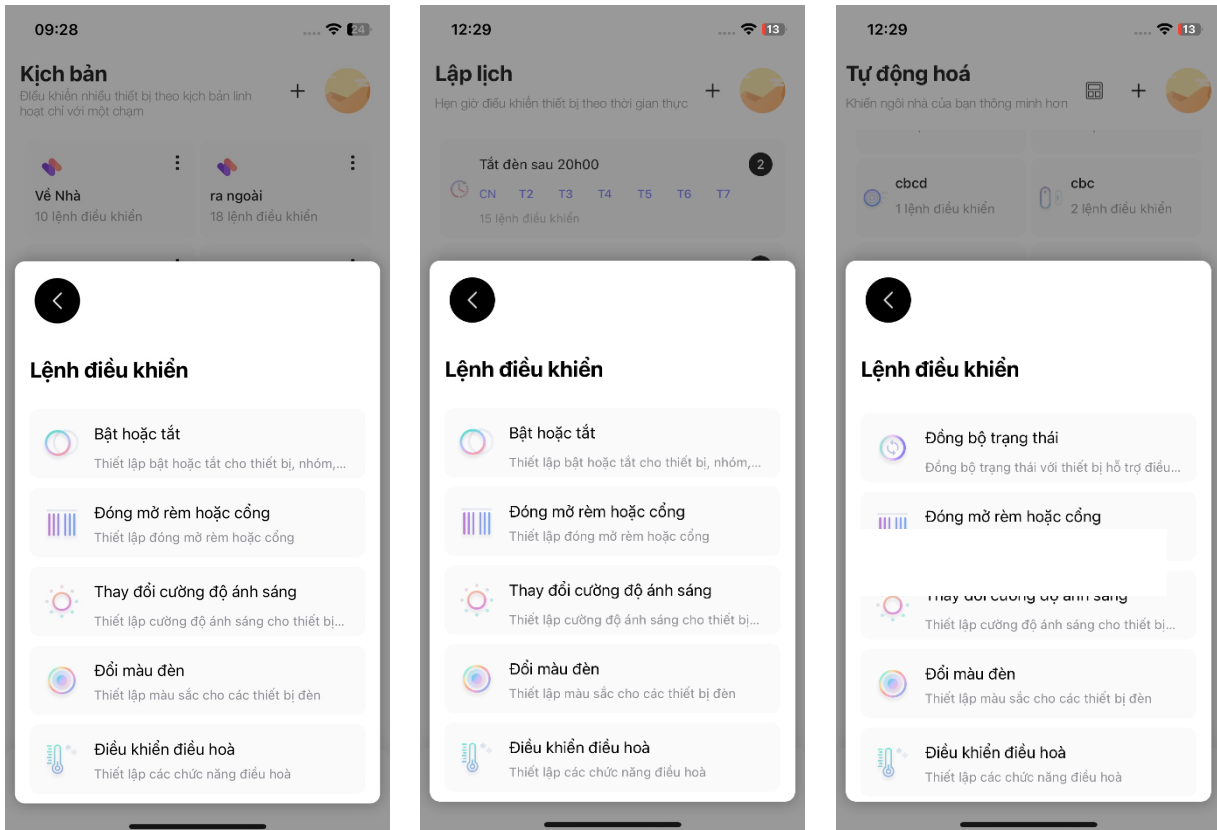 09:28
24
Kịch bản
Điều khiển nhiều thiết bị theo kịch bản linh
hoạt chỉ với một chạm
Về Nhà
10 lệnh điều khiển
ra ngoài
18 lệnh điều khiển
Lệnh điều khiển
Bật hoặc tắt
Thiết lập bật hoặc tắt cho thiết bị, nhóm,...
Đóng mở rèm hoặc cổng
Thiết lập đóng mở rèm hoặc cổng
Thay đổi cường độ ánh sáng
Thiết lập cường độ ánh sáng cho thiết bị...
Đổi màu đèn
Thiết lập màu sắc cho các thiết bị đèn
Điều khiển điều hoà
Thiết lập các chức năng điều hoà
12:29
13
Lập lịch
Hẹn giờ điều khiển thiết bị theo thời gian thực
Tắt đèn sau 20h00
2
CN T2 T3 T4 T5 T6 T7
15 lệnh điều khiển
Lệnh điều khiển
Bật hoặc tắt
Thiết lập bật hoặc tắt cho thiết bị, nhóm,...
Đóng mở rèm hoặc cổng
Thiết lập đóng mở rèm hoặc cổng
Thay đổi cường độ ánh sáng
Thiết lập cường độ ánh sáng cho thiết bị...
Đổi màu đèn
Thiết lập màu sắc cho các thiết bị đèn
Điều khiển điều hoà
Thiết lập các chức năng điều hoà
12:29
13
Tự động hoá
Khiến ngôi nhà của bạn thông minh hơn
cbcd
1 lệnh điều khiển
cbc
2 lệnh điều khiển
Lệnh điều khiển
Đồng bộ trạng thái
Đồng bộ trạng thái với thiết bị hỗ trợ điều...
Đóng mở rèm hoặc cổng
Thay đổi cường độ ánh sáng
Thiết lập cường độ ánh sáng cho thiết bị...
Đổi màu đèn
Thiết lập màu sắc cho các thiết bị đèn
Điều khiển điều hoà
Thiết lập các chức năng điều hoà